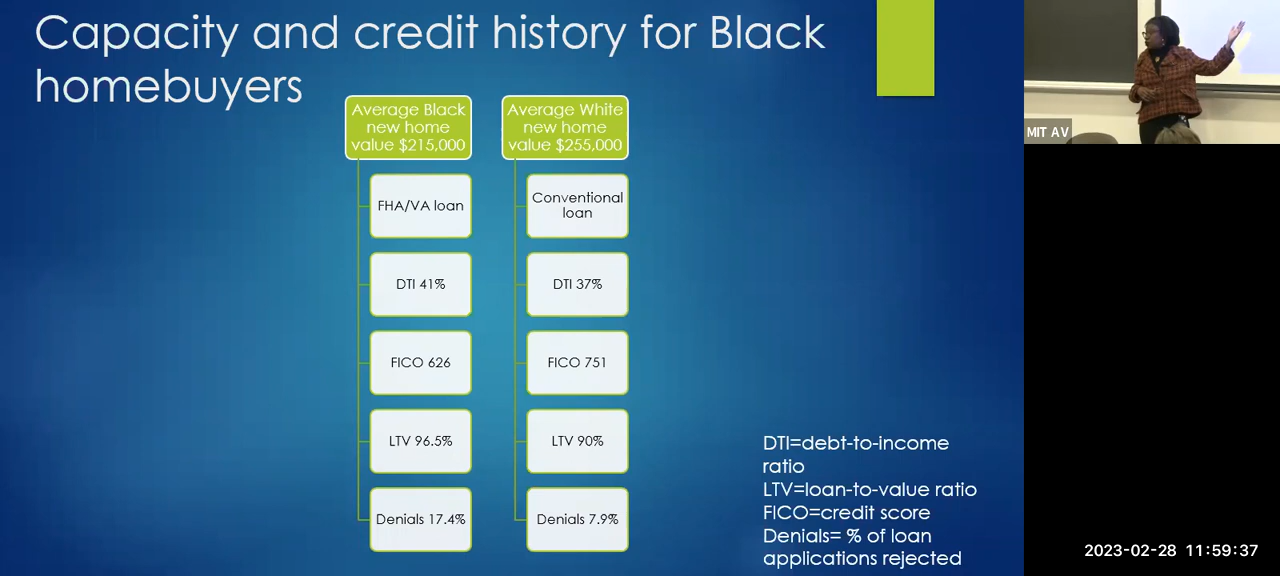 Capacity and credit history for Black
homebuyers
Average Black
new home
value $215,000
FHA/VA loan
DTI 41%
FICO 626
LTV 96.5%
Denials 17.4%
Average White
new home
value $255,000
Conventional
loan
DTI 37%
FICO 751
LTV 90%
Denials 7.9%
DTI=debt-to-income
ratio
LTV=loan-to-value ratio
FICO=credit score
Denials= % of loan
applications rejected
MIT AV
2023-02-28 11:59:37